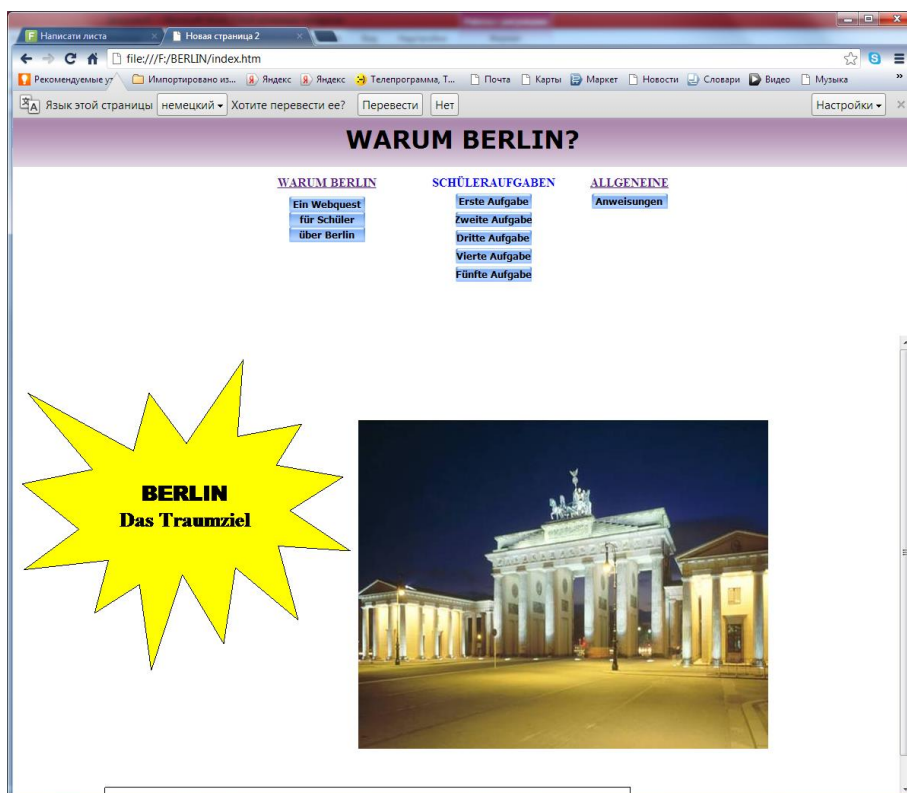 Написати листа
Новая страница 2
file:///F:/BERLIN/index.htm
Рекомендуемые уз Импортировано из... Яндекс Яндекс Телепрограмма, Т... Почта Карты Маркет Новости Словари Видео Музыка »
Язык этой страницы немецкий Хотите перевести ее? Перевести Нет Настройки
WARUM BERLIN?
WARUM BERLIN
Ein Webquest
für Schüler
über Berlin
SCHÜLERAUFGABEN
Erste Aufgabe
Zweite Aufgabe
Dritte Aufgabe
Vierte Aufgabe
Fünfte Aufgabe
ALLGENEINE
Anweisungen
BERLIN
Das Traumziel